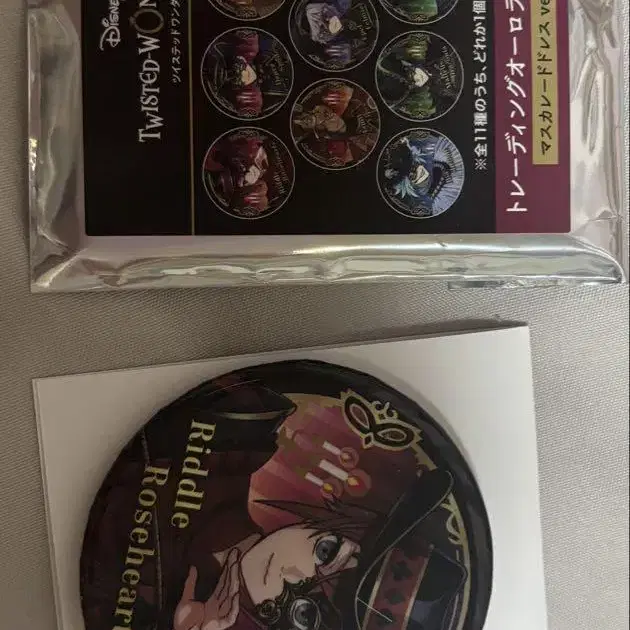 Disney
TWISTED-WON
ツイステッドワンダ
※全11種のうち、どれか1個
トレーディングオーロラ
マスカレードドレス ve
Riddle
Roseheart